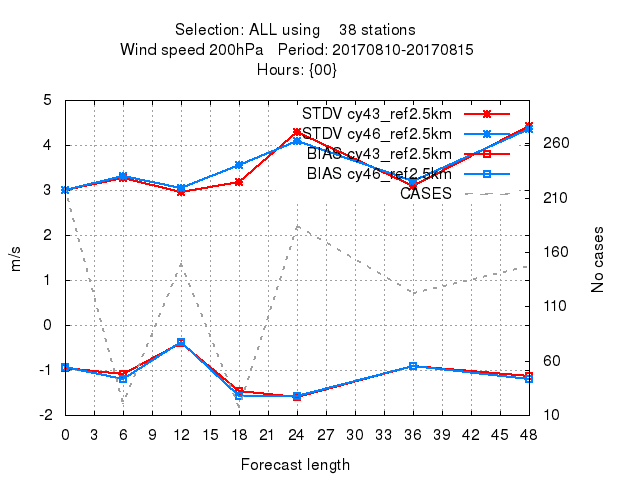 Selection: ALL using 38 stations
Wind speed 200hPa Period: 20170810-20170815
Hours: {00}
5
4
3
2
1
0
-1
-2
m/s
STDV cy43_ref2.5km
STDV cy46_ref2.5km
BIAS cy43_ref2.5km
BIAS cy46_ref2.5km
CASES
260
210
160
110
60
10
No cases
0 3 6 9 12 15 18 21 24 27 30 33 36 39 42 45 48
Forecast length